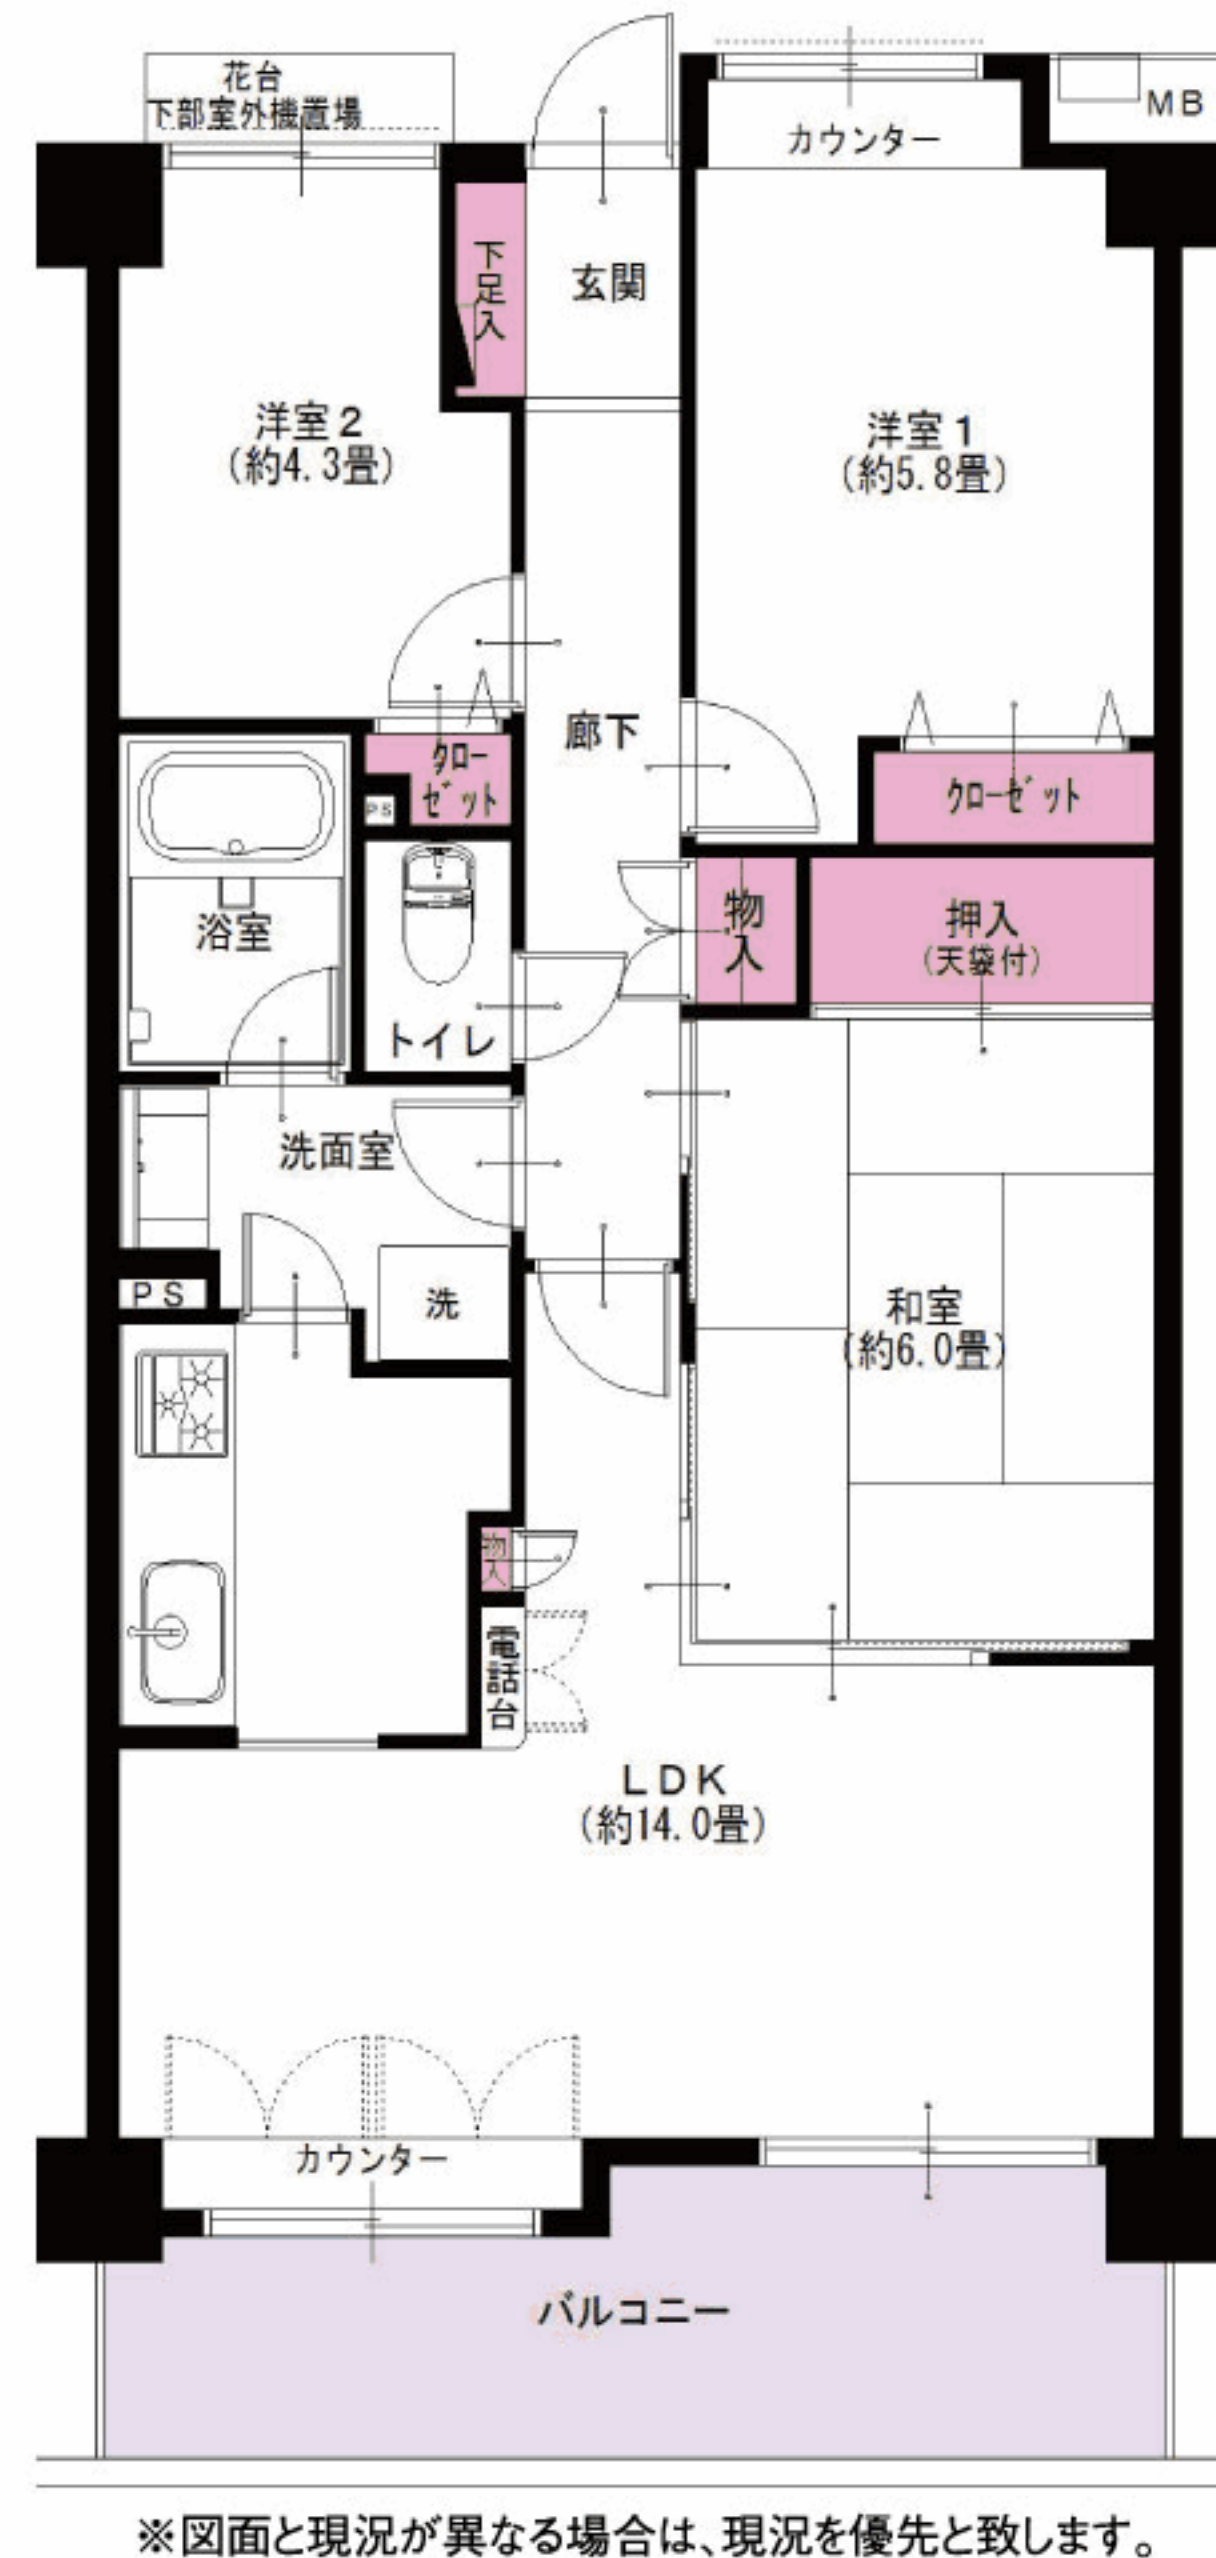 花台
下部室外機置場
カウンター
MB
下足入
玄関
洋室2
(約4.3畳)
洋室1
(約5.8畳)
廊下
クロー
ゼット
PS
クローゼット
物入
押入
(天袋付)
浴室
トイレ
洗面室
PS
洗
和室
(約6.0畳)
物入
電話台
LDK
(約14.0畳)
カウンター
バルコニー
※図面と現況が異なる場合は、現況を優先と致します。